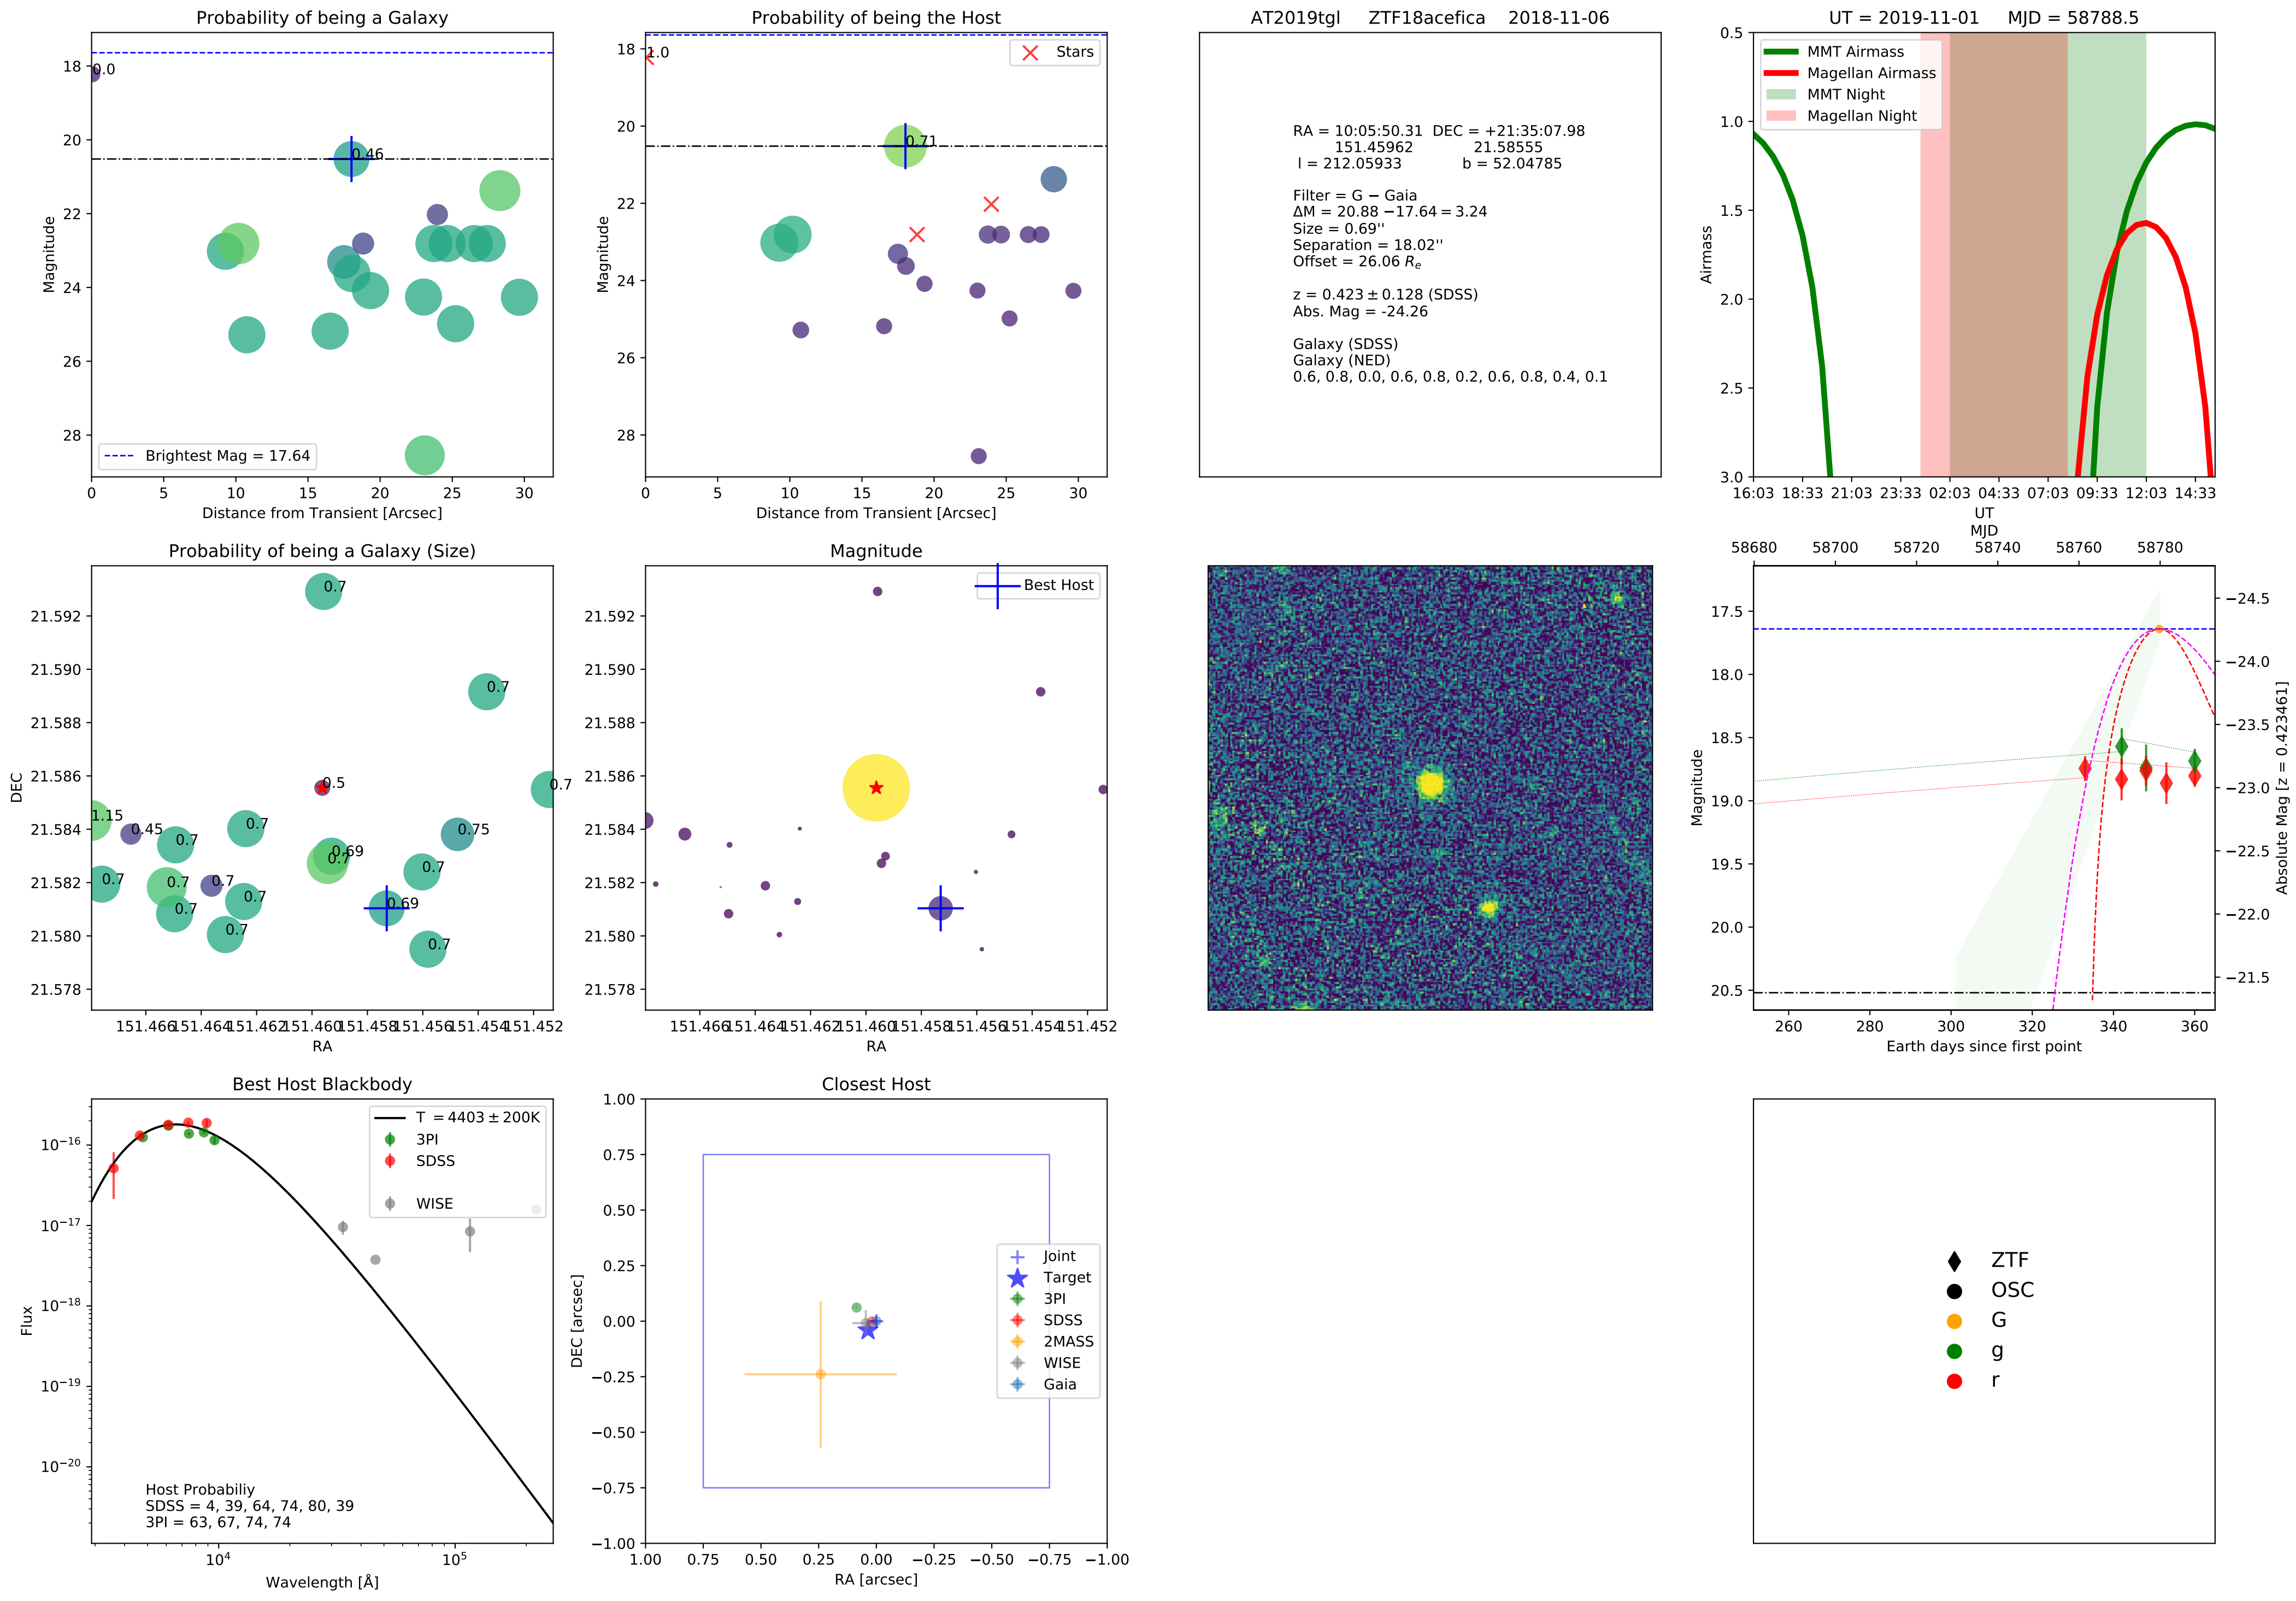 Probability of being a Galaxy
18
20
22
24
26
28
Magnitude
0.0
0.46
Brightest Mag = 17.64
0 5 10 15 20 25 30
Distance from Transient [Arcsec]
Probability of being the Host
18
20
22
24
26
28
Magnitude
1.0
0.71
Stars
0 5 10 15 20 25 30
Distance from Transient [Arcsec]
AT2019tgl ZTF18acefica 2018-11-06
RA = 10:05:50.31 DEC = +21:35:07.98
151.45962 21.58555
l = 212.05933 b = 52.04785
Filter = G − Gaia
ΔM = 20.88 −17.64 = 3.24
Size = 0.69''
Separation = 18.02''
Offset = 26.06 Rₑ
z = 0.423 ± 0.128 (SDSS)
Abs. Mag = -24.26
Galaxy (SDSS)
Galaxy (NED)
0.6, 0.8, 0.0, 0.6, 0.8, 0.2, 0.6, 0.8, 0.4, 0.1
UT = 2019-11-01 MJD = 58788.5
MMT Airmass
Magellan Airmass
MMT Night
Magellan Night
0.5
1.0
1.5
2.0
2.5
3.0
Airmass
16:03 18:33 21:03 23:33 02:03 04:33 07:03 09:33 12:03 14:33
UT
Probability of being a Galaxy (Size)
21.592
21.590
21.588
21.586
21.584
21.582
21.580
21.578
DEC
0.7
0.7
0.5
0.7
1.15
0.45
0.7
0.7
0.75
0.69
0.7
0.7
0.7
0.7
0.7
0.7
0.7
0.69
0.7
0.7
151.466 151.464 151.462 151.460 151.458 151.456 151.454 151.452
RA
Magnitude
Best Host
21.592
21.590
21.588
21.586
21.584
21.582
21.580
21.578
151.466 151.464 151.462 151.460 151.458 151.456 151.454 151.452
RA
MJD
58680 58700 58720 58740 58760 58780
17.5
18.0
18.5
19.0
19.5
20.0
20.5
Magnitude
−24.5
−24.0
−23.5
−23.0
−22.5
−22.0
−21.5
Absolute Mag [z = 0.423461]
260 280 300 320 340 360
Earth days since first point
Best Host Blackbody
T = 4403 ± 200K
3PI
SDSS
WISE
10⁻¹⁶
10⁻¹⁷
10⁻¹⁸
10⁻¹⁹
10⁻²⁰
Flux
Host Probabiliy
SDSS = 4, 39, 64, 74, 80, 39
3PI = 63, 67, 74, 74
10⁴ 10⁵
Wavelength [Å]
Closest Host
1.00
0.75
0.50
0.25
0.00
−0.25
−0.50
−0.75
−1.00
DEC [arcsec]
Joint
Target
3PI
SDSS
2MASS
WISE
Gaia
1.00 0.75 0.50 0.25 0.00 −0.25 −0.50 −0.75 −1.00
RA [arcsec]
ZTF
OSC
G
g
r